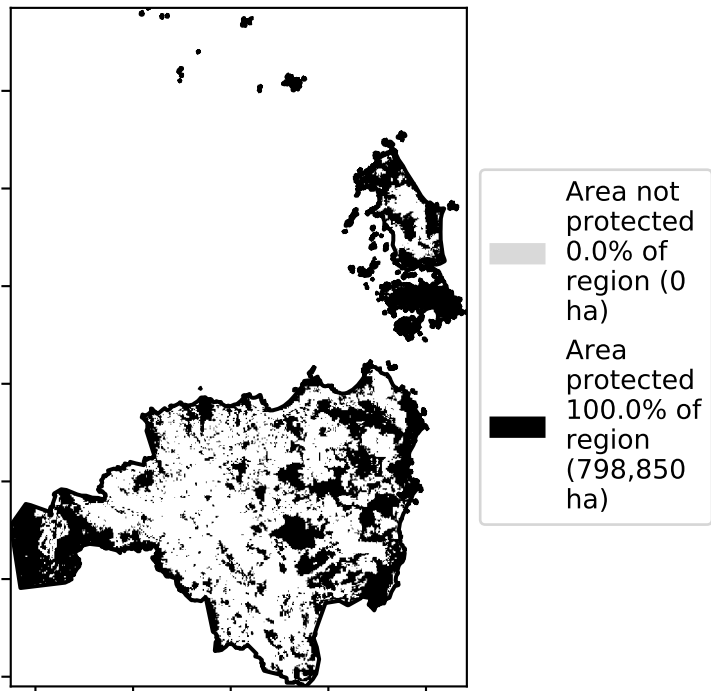 Area not
protected
0.0% of
region (0
ha)
Area
protected
100.0% of
region
(798,850
ha)